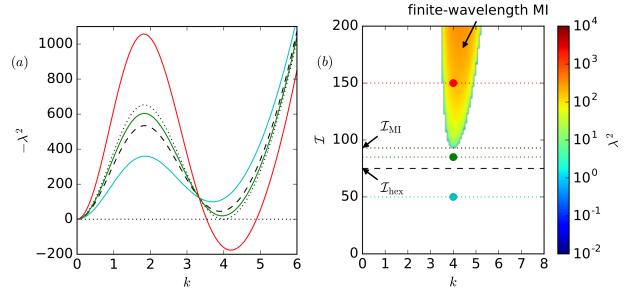 finite-wavelength MI
(a)
1000
800
600
400
200
0
−200
−λ²
0 1 2 3 4 5 6
k
(b)
200
150
100
50
0
ℐ
ℐ_MI
ℐ_hex
0 1 2 3 4 5 6 7 8
k
10⁴
10³
10²
10¹
10⁰
10⁻¹
10⁻²
λ²